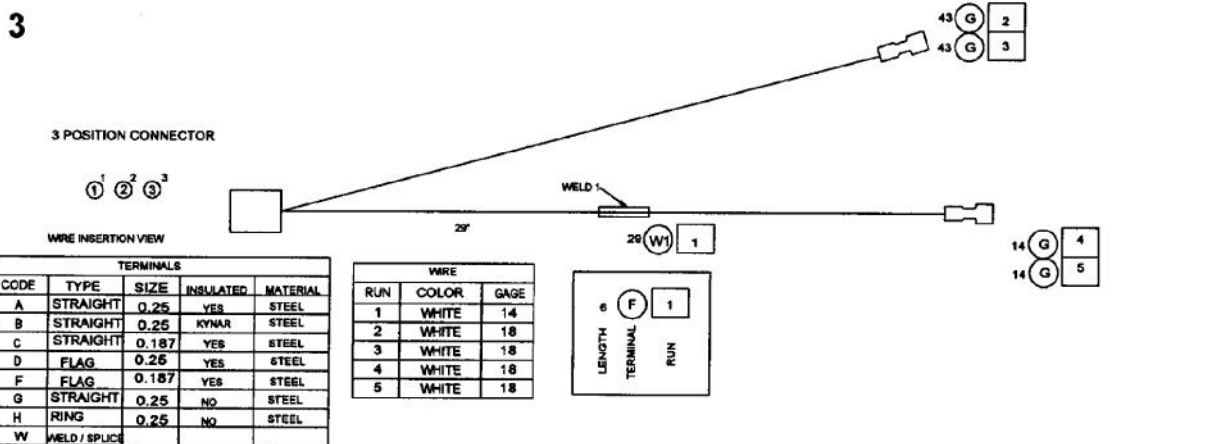 3
43 G 2
43 G 3
3 POSITION CONNECTOR
1 2 3
1 2 3
WELD 1
29"
WIRE INSERTION VIEW
29 W1 1
14 G 4
14 G 5
TERMINALS
CODE TYPE SIZE INSULATED MATERIAL
A STRAIGHT 0.25 YES STEEL
B STRAIGHT 0.25 KYNAR STEEL
C STRAIGHT 0.187 YES STEEL
D FLAG 0.25 YES STEEL
F FLAG 0.187 YES STEEL
G STRAIGHT 0.25 NO STEEL
H RING 0.25 NO STEEL
W WELD / SPLICE
WIRE
RUN COLOR GAGE
1 WHITE 14
2 WHITE 18
3 WHITE 18
4 WHITE 18
5 WHITE 18
6 F 1
LENGTH
TERMINAL
RUN